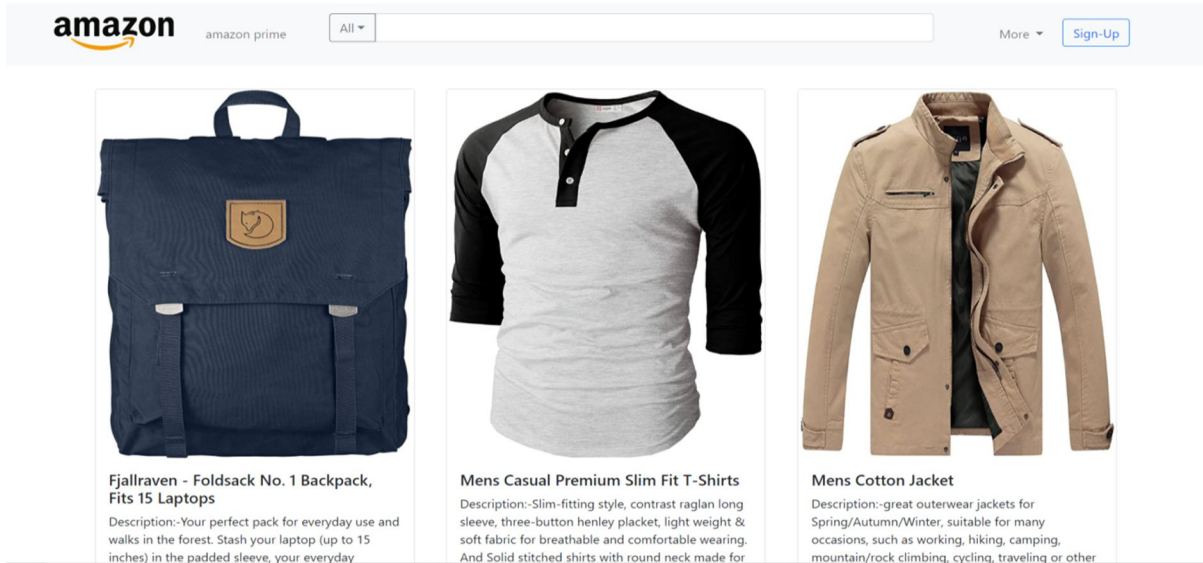 amazon
amazon prime
All
More
Sign-Up
Fjallraven - Foldsack No. 1 Backpack,
Fits 15 Laptops
Description:-Your perfect pack for everyday use and
walks in the forest. Stash your laptop (up to 15
inches) in the padded sleeve, your everyday
Mens Casual Premium Slim Fit T-Shirts
Description:-Slim-fitting style, contrast raglan long
sleeve, three-button henley placket, light weight &
soft fabric for breathable and comfortable wearing.
And Solid stitched shirts with round neck made for
Mens Cotton Jacket
Description:-great outerwear jackets for
Spring/Autumn/Winter, suitable for many
occasions, such as working, hiking, camping,
mountain/rock climbing, cycling, traveling or other